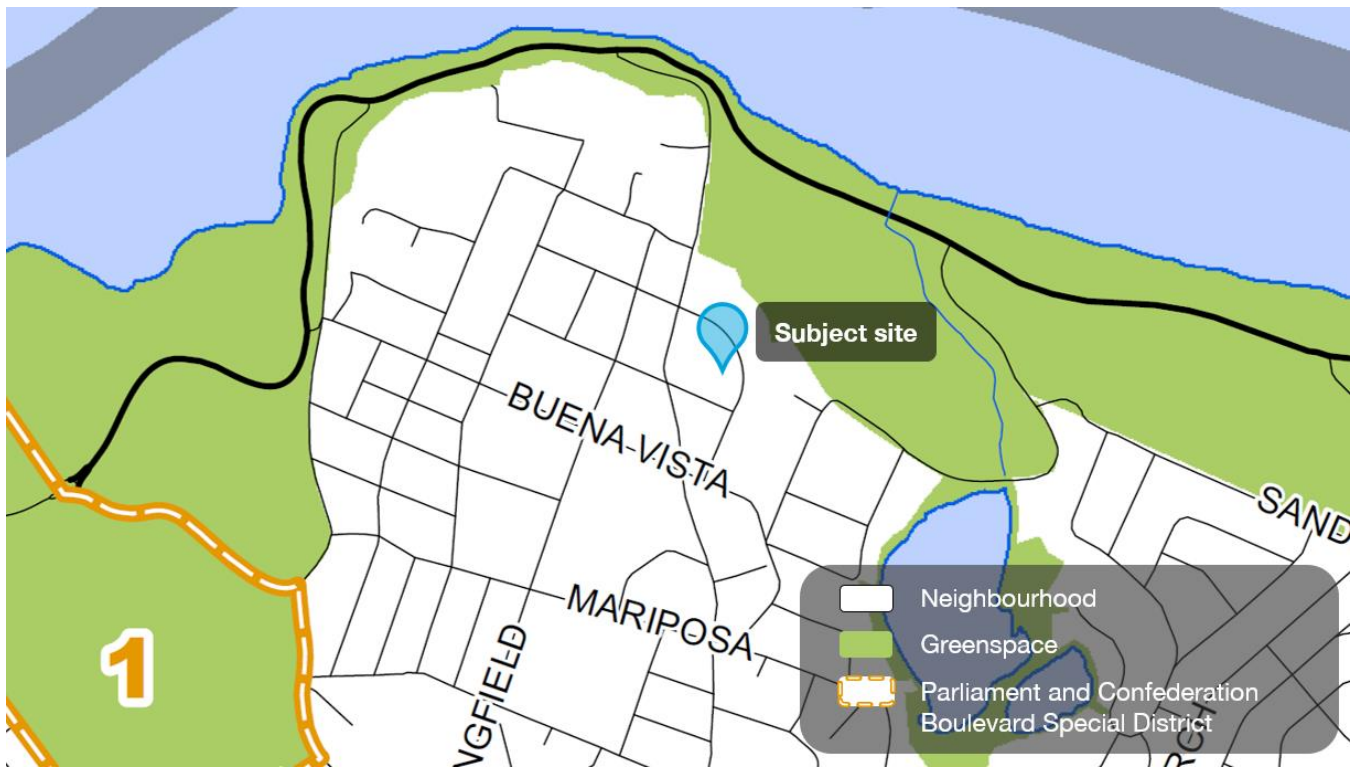 Subject site
BUENA VISTA
SAND
MARIPOSA
Neighbourhood
Greenspace
Parliament and Confederation
Boulevard Special District
1
NGFIELD
RCH